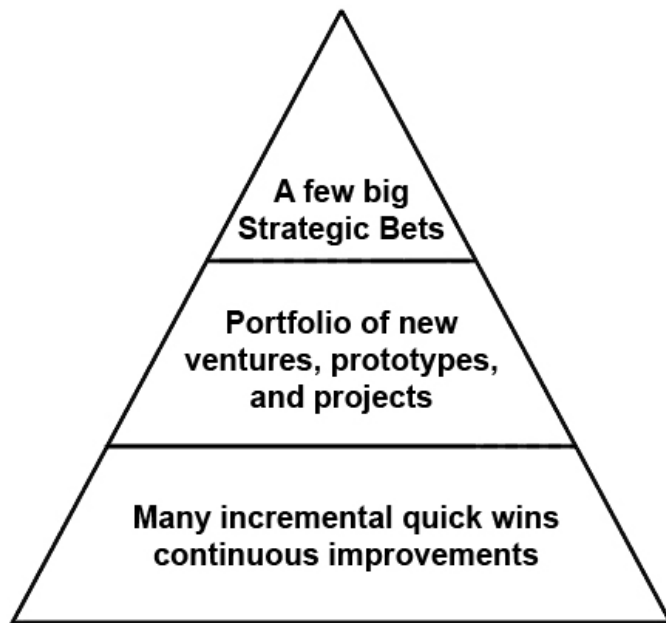 A few big
Strategic Bets
Portfolio of new
ventures, prototypes,
and projects
Many incremental quick wins
continuous improvements